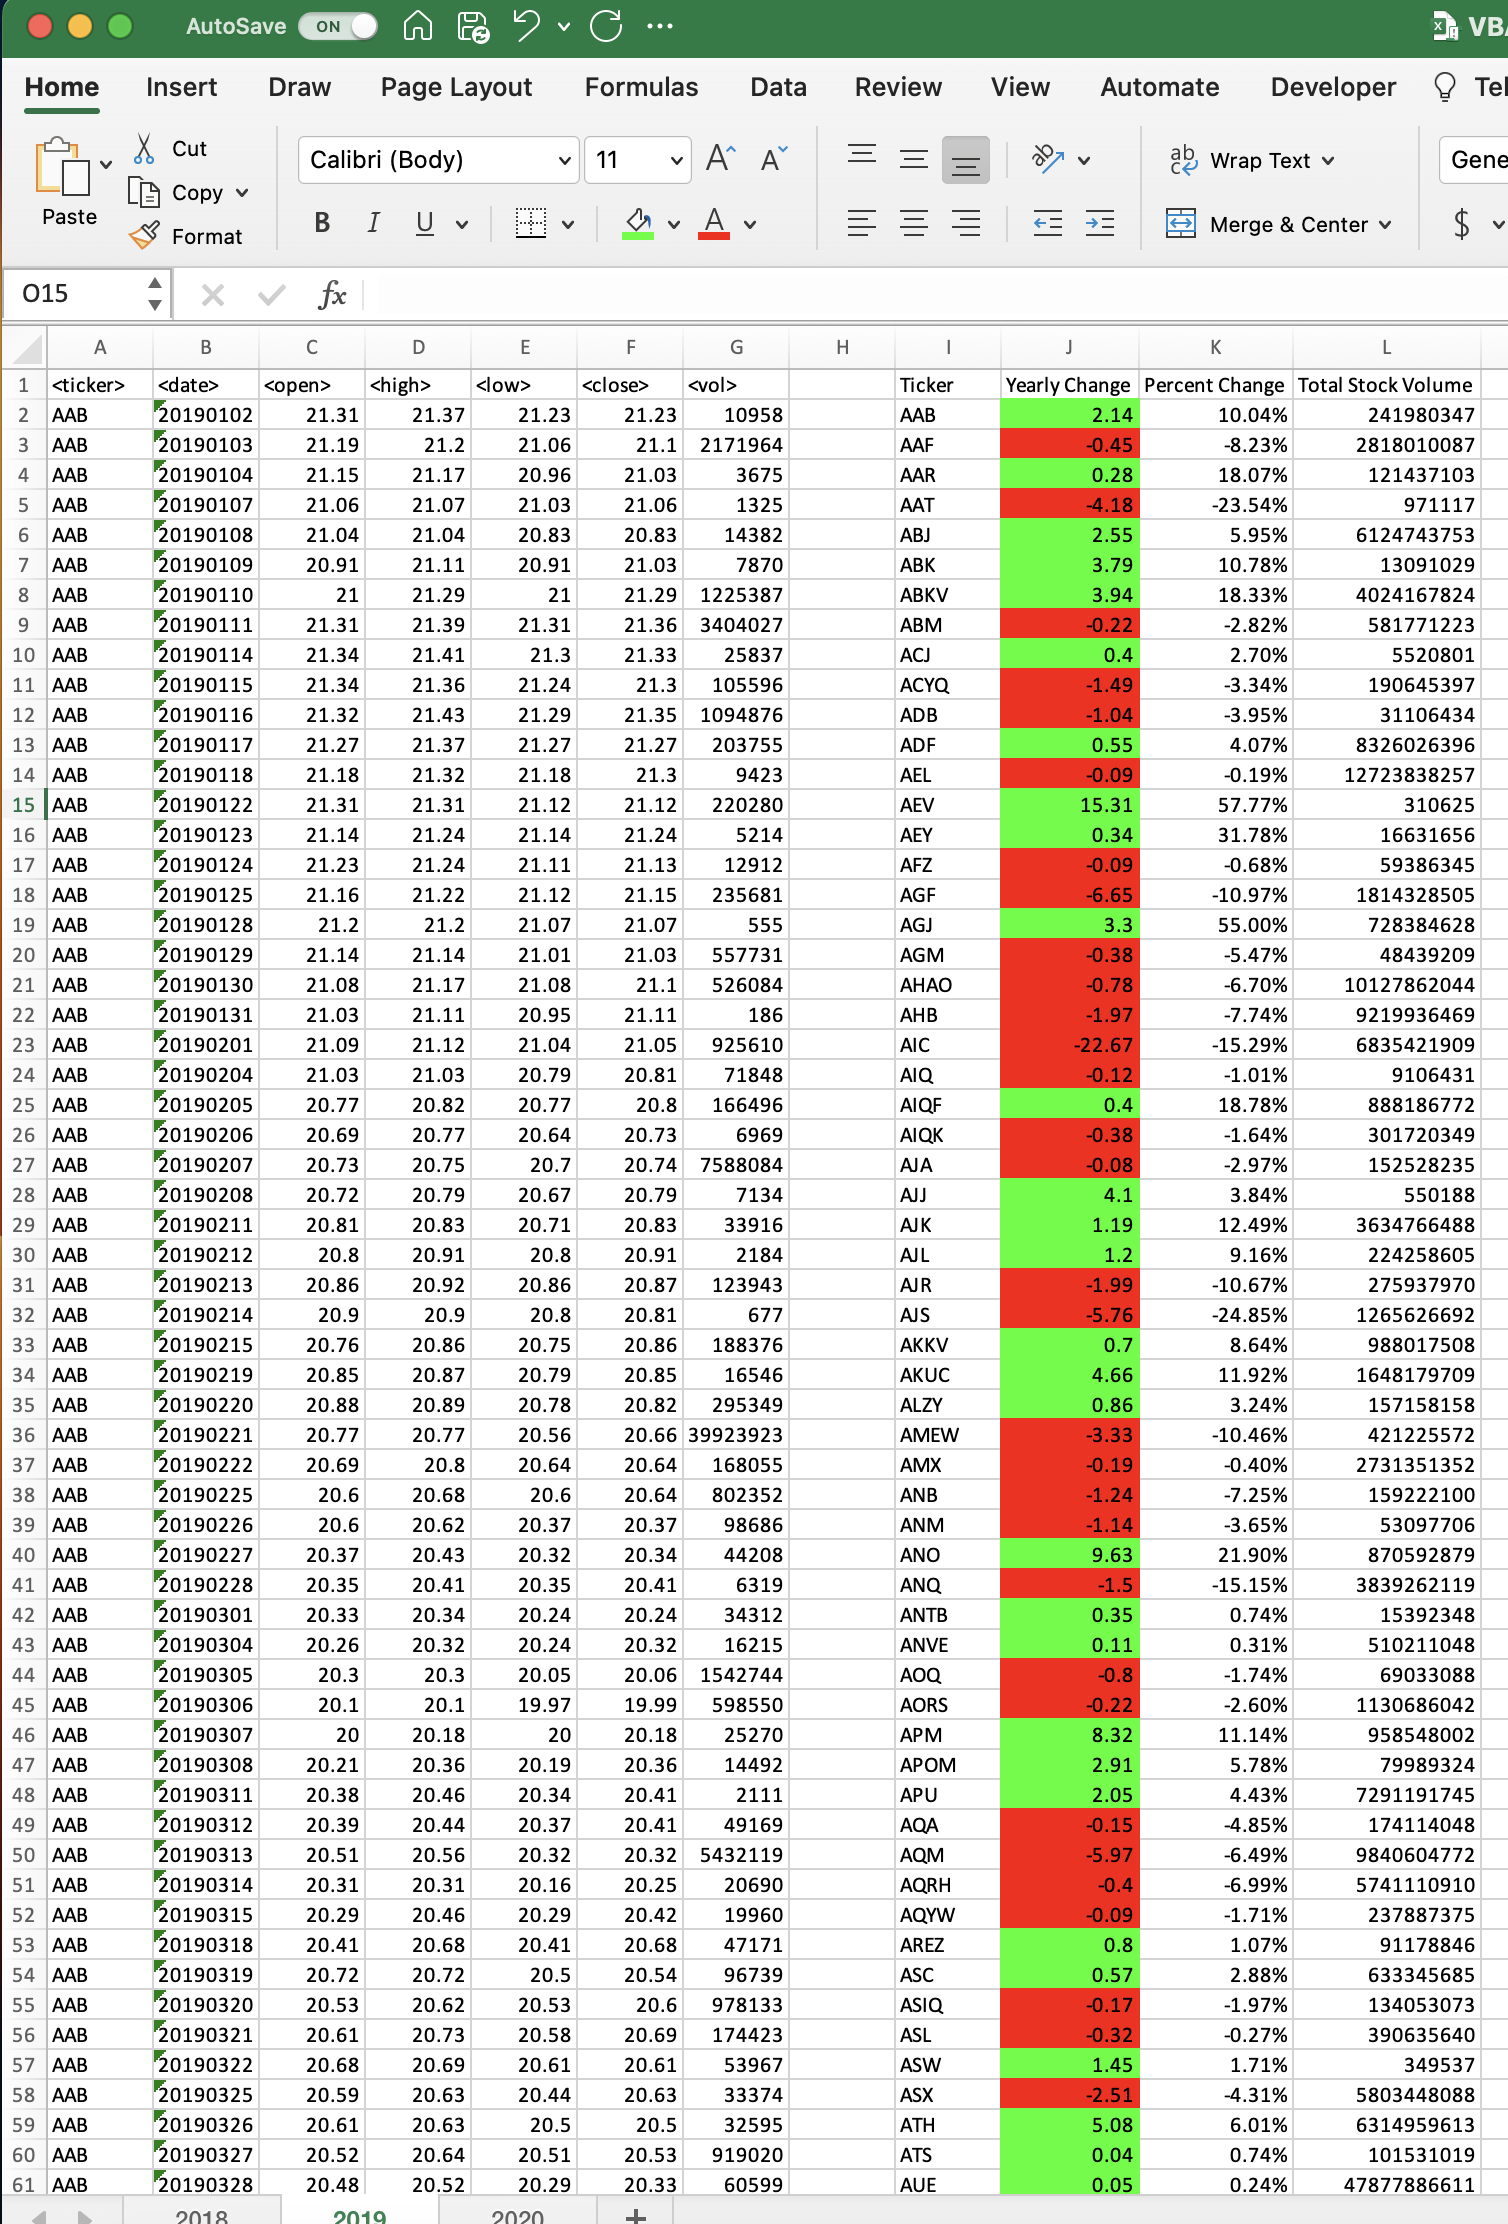 AutoSave ON VBA
Home Insert Draw Page Layout Formulas Data Review View Automate Developer Tel
Paste Cut Copy Format Calibri (Body) 11 Wrap Text Gene
B I U A Merge & Center $
O15 fx
A B C D E F G H I J K L
1 <ticker> <date> <open> <high> <low> <close> <vol> Ticker Yearly Change Percent Change Total Stock Volume
2 AAB 20190102 21.31 21.37 21.23 21.23 10958 AAB 2.14 10.04% 241980347
3 AAB 20190103 21.19 21.2 21.06 21.1 2171964 AAF -0.45 -8.23% 2818010087
4 AAB 20190104 21.15 21.17 20.96 21.03 3675 AAR 0.28 18.07% 121437103
5 AAB 20190107 21.06 21.07 21.03 21.06 1325 AAT -4.18 -23.54% 971117
6 AAB 20190108 21.04 21.04 20.83 20.83 14382 ABJ 2.55 5.95% 6124743753
7 AAB 20190109 20.91 21.11 20.91 21.03 7870 ABK 3.79 10.78% 13091029
8 AAB 20190110 21 21.29 21 21.29 1225387 ABKV 3.94 18.33% 4024167824
9 AAB 20190111 21.31 21.39 21.31 21.36 3404027 ABM -0.22 -2.82% 581771223
10 AAB 20190114 21.34 21.41 21.3 21.33 25837 ACJ 0.4 2.70% 5520801
11 AAB 20190115 21.34 21.36 21.24 21.3 105596 ACYQ -1.49 -3.34% 190645397
12 AAB 20190116 21.32 21.43 21.29 21.35 1094876 ADB -1.04 -3.95% 31106434
13 AAB 20190117 21.27 21.37 21.27 21.27 203755 ADF 0.55 4.07% 8326026396
14 AAB 20190118 21.18 21.32 21.18 21.3 9423 AEL -0.09 -0.19% 12723838257
15 AAB 20190122 21.31 21.31 21.12 21.12 220280 AEV 15.31 57.77% 310625
16 AAB 20190123 21.14 21.24 21.14 21.24 5214 AEY 0.34 31.78% 16631656
17 AAB 20190124 21.23 21.24 21.11 21.13 12912 AFZ -0.09 -0.68% 59386345
18 AAB 20190125 21.16 21.22 21.12 21.15 235681 AGF -6.65 -10.97% 1814328505
19 AAB 20190128 21.2 21.2 21.07 21.07 555 AGJ 3.3 55.00% 728384628
20 AAB 20190129 21.14 21.14 21.01 21.03 557731 AGM -0.38 -5.47% 48439209
21 AAB 20190130 21.08 21.17 21.08 21.1 526084 AHAO -0.78 -6.70% 10127862044
22 AAB 20190131 21.03 21.11 20.95 21.11 186 AHB -1.97 -7.74% 9219936469
23 AAB 20190201 21.09 21.12 21.04 21.05 925610 AIC -22.67 -15.29% 6835421909
24 AAB 20190204 21.03 21.03 20.79 20.81 71848 AIQ -0.12 -1.01% 9106431
25 AAB 20190205 20.77 20.82 20.77 20.8 166496 AIQF 0.4 18.78% 888186772
26 AAB 20190206 20.69 20.77 20.64 20.73 6969 AIQK -0.38 -1.64% 301720349
27 AAB 20190207 20.73 20.75 20.7 20.74 7588084 AJA -0.08 -2.97% 152528235
28 AAB 20190208 20.72 20.79 20.67 20.79 7134 AJJ 4.1 3.84% 550188
29 AAB 20190211 20.81 20.83 20.71 20.83 33916 AJK 1.19 12.49% 3634766488
30 AAB 20190212 20.8 20.91 20.8 20.91 2184 AJL 1.2 9.16% 224258605
31 AAB 20190213 20.86 20.92 20.86 20.87 123943 AJR -1.99 -10.67% 275937970
32 AAB 20190214 20.9 20.9 20.8 20.81 677 AJS -5.76 -24.85% 1265626692
33 AAB 20190215 20.76 20.86 20.75 20.86 188376 AKKV 0.7 8.64% 988017508
34 AAB 20190219 20.85 20.87 20.79 20.85 16546 AKUC 4.66 11.92% 1648179709
35 AAB 20190220 20.88 20.89 20.78 20.82 295349 ALZY 0.86 3.24% 157158158
36 AAB 20190221 20.77 20.77 20.56 20.66 39923923 AMEW -3.33 -10.46% 421225572
37 AAB 20190222 20.69 20.8 20.64 20.64 168055 AMX -0.19 -0.40% 2731351352
38 AAB 20190225 20.6 20.68 20.6 20.64 802352 ANB -1.24 -7.25% 159222100
39 AAB 20190226 20.6 20.62 20.37 20.37 98686 ANM -1.14 -3.65% 53097706
40 AAB 20190227 20.37 20.43 20.32 20.34 44208 ANO 9.63 21.90% 870592879
41 AAB 20190228 20.35 20.41 20.35 20.41 6319 ANQ -1.5 -15.15% 3839262119
42 AAB 20190301 20.33 20.34 20.24 20.24 34312 ANTB 0.35 0.74% 15392348
43 AAB 20190304 20.26 20.32 20.24 20.32 16215 ANVE 0.11 0.31% 510211048
44 AAB 20190305 20.3 20.3 20.05 20.06 1542744 AOQ -0.8 -1.74% 69033088
45 AAB 20190306 20.1 20.1 19.97 19.99 598550 AORS -0.22 -2.60% 1130686042
46 AAB 20190307 20 20.18 20 20.18 25270 APM 8.32 11.14% 958548002
47 AAB 20190308 20.21 20.36 20.19 20.36 14492 APOM 2.91 5.78% 79989324
48 AAB 20190311 20.38 20.46 20.34 20.41 2111 APU 2.05 4.43% 7291191745
49 AAB 20190312 20.39 20.44 20.37 20.41 49169 AQA -0.15 -4.85% 174114048
50 AAB 20190313 20.51 20.56 20.32 20.32 5432119 AQM -5.97 -6.49% 9840604772
51 AAB 20190314 20.31 20.31 20.16 20.25 20690 AQRH -0.4 -6.99% 5741110910
52 AAB 20190315 20.29 20.46 20.29 20.42 19960 AQYW -0.09 -1.71% 237887375
53 AAB 20190318 20.41 20.68 20.41 20.68 47171 AREZ 0.8 1.07% 91178846
54 AAB 20190319 20.72 20.72 20.5 20.54 96739 ASC 0.57 2.88% 633345685
55 AAB 20190320 20.53 20.62 20.53 20.6 978133 ASIQ -0.17 -1.97% 134053073
56 AAB 20190321 20.61 20.73 20.58 20.69 174423 ASL -0.32 -0.27% 390635640
57 AAB 20190322 20.68 20.69 20.61 20.61 53967 ASW 1.45 1.71% 349537
58 AAB 20190325 20.59 20.63 20.44 20.63 33374 ASX -2.51 -4.31% 5803448088
59 AAB 20190326 20.61 20.63 20.5 20.5 32595 ATH 5.08 6.01% 6314959613
60 AAB 20190327 20.52 20.64 20.51 20.53 919020 ATS 0.04 0.74% 101531019
61 AAB 20190328 20.48 20.52 20.29 20.33 60599 AUE 0.05 0.24% 47877886611
2018 2019 2020 +